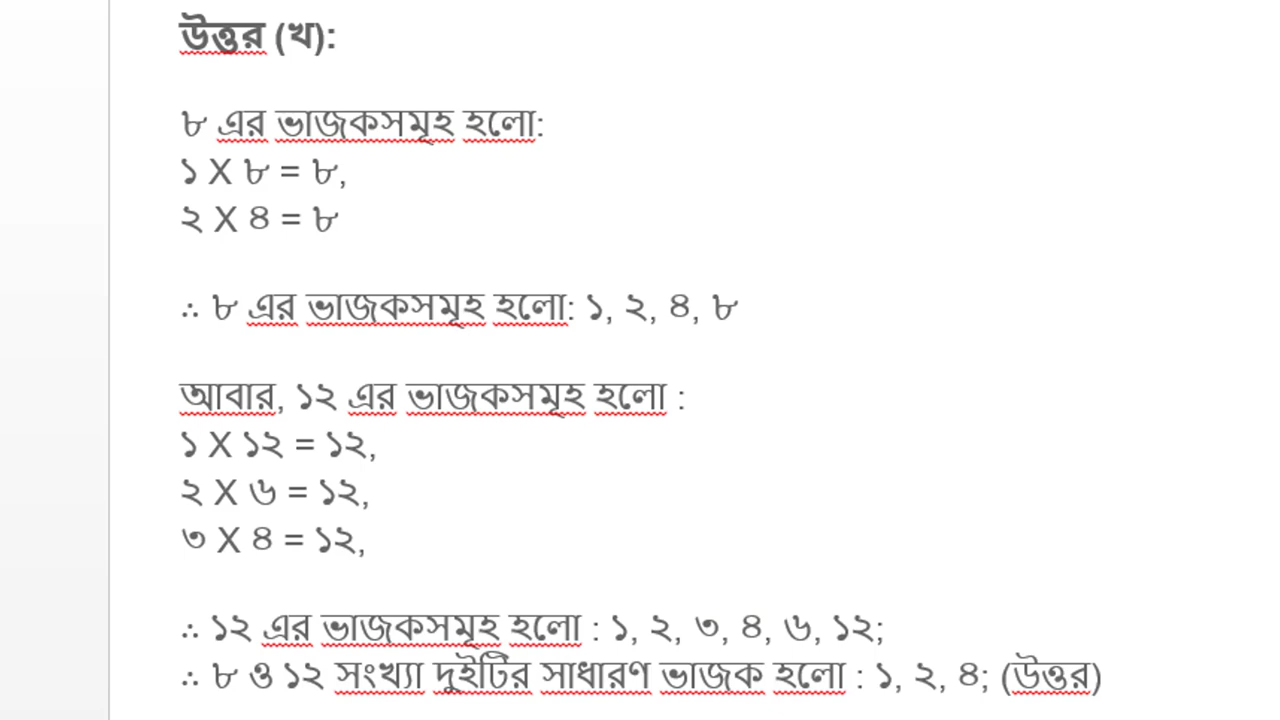 উত্তর (খ):
৮ এর ভাজকসমূহ হলো:
১ X ৮ = ৮,
২ X ৪ = ৮
∴ ৮ এর ভাজকসমূহ হলো: ১, ২, ৪, ৮
আবার, ১২ এর ভাজকসমূহ হলো :
১ X ১২ = ১২,
২ X ৬ = ১২,
৩ X ৪ = ১২,
∴ ১২ এর ভাজকসমূহ হলো : ১, ২, ৩, ৪, ৬, ১২;
∴ ৮ ও ১২ সংখ্যা দুইটির সাধারণ ভাজক হলো : ১, ২, ৪; (উত্তর)